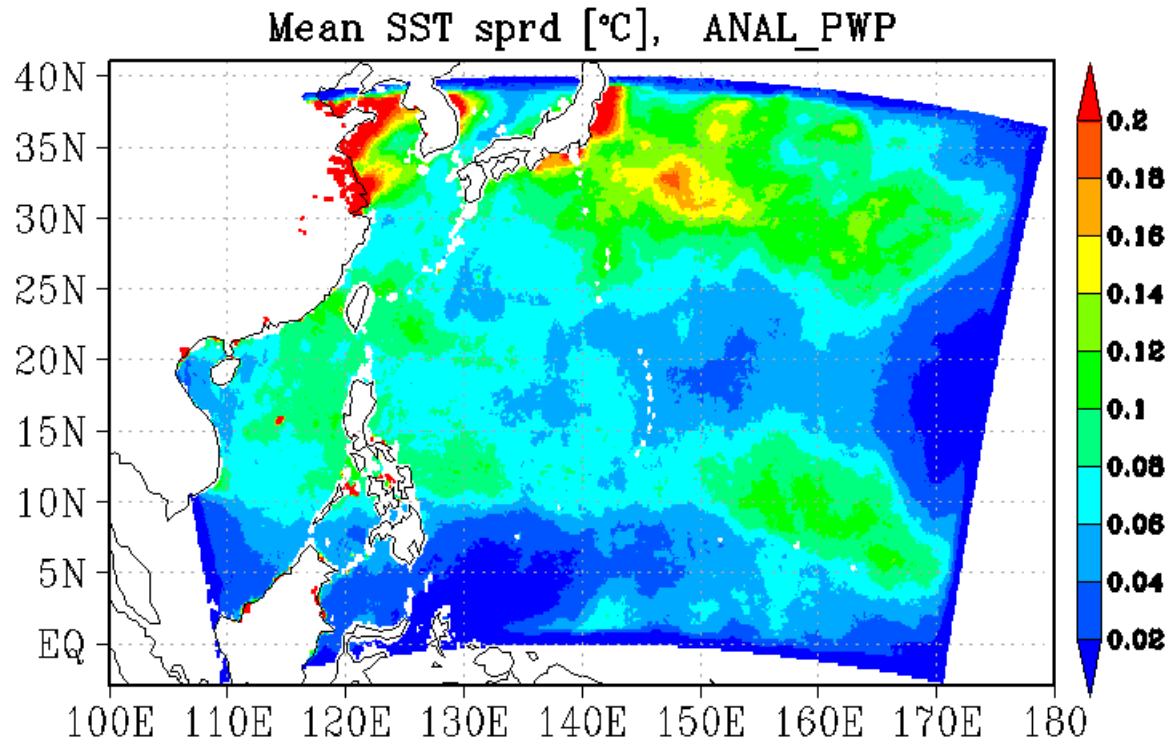 Mean SST sprd [°C], ANAL_PWP
40N
35N
30N
25N
20N
15N
10N
5N
EQ
100E 110E 120E 130E 140E 150E 160E 170E 180
0.2
0.18
0.16
0.14
0.12
0.1
0.08
0.06
0.04
0.02